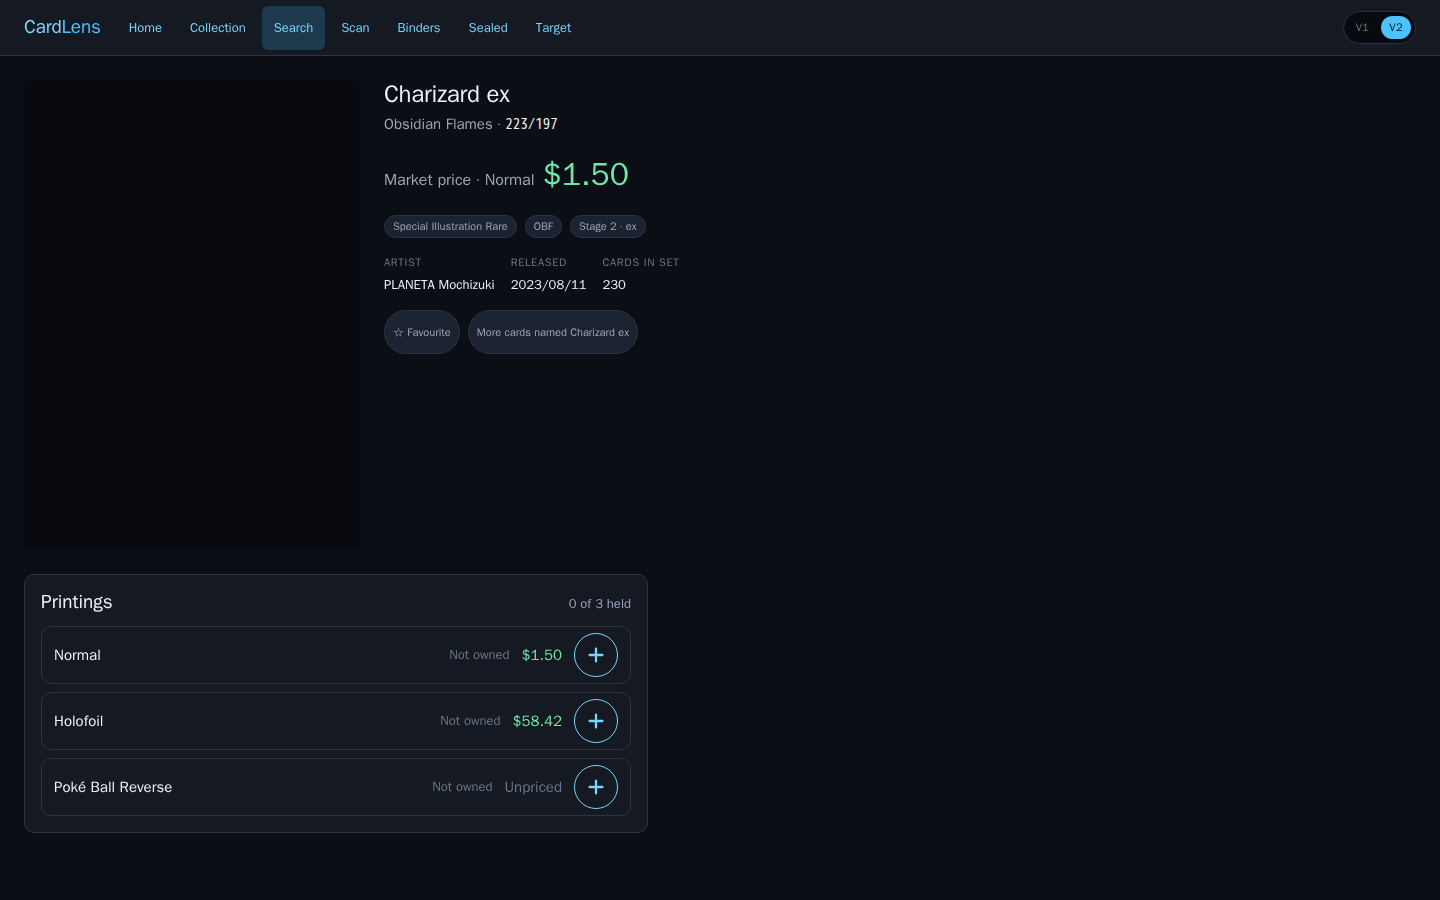 CardLens Home Collection Search Scan Binders Sealed Target V1 V2
Charizard ex
Obsidian Flames · 223/197
Market price · Normal $1.50
Special Illustration Rare OBF Stage 2 · ex
ARTIST RELEASED CARDS IN SET
PLANETA Mochizuki 2023/08/11 230
☆ Favourite More cards named Charizard ex
Printings 0 of 3 held
Normal Not owned $1.50 +
Holofoil Not owned $58.42 +
Poké Ball Reverse Not owned Unpriced +